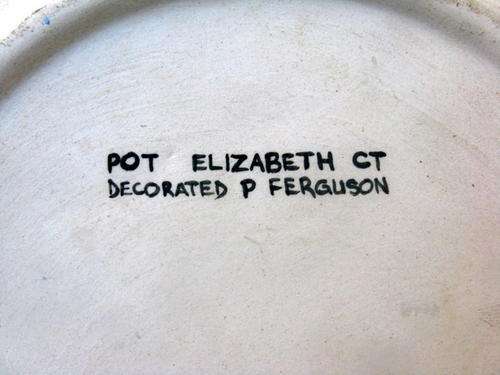 POT ELIZABETH CT
DECORATED P FERGUSON